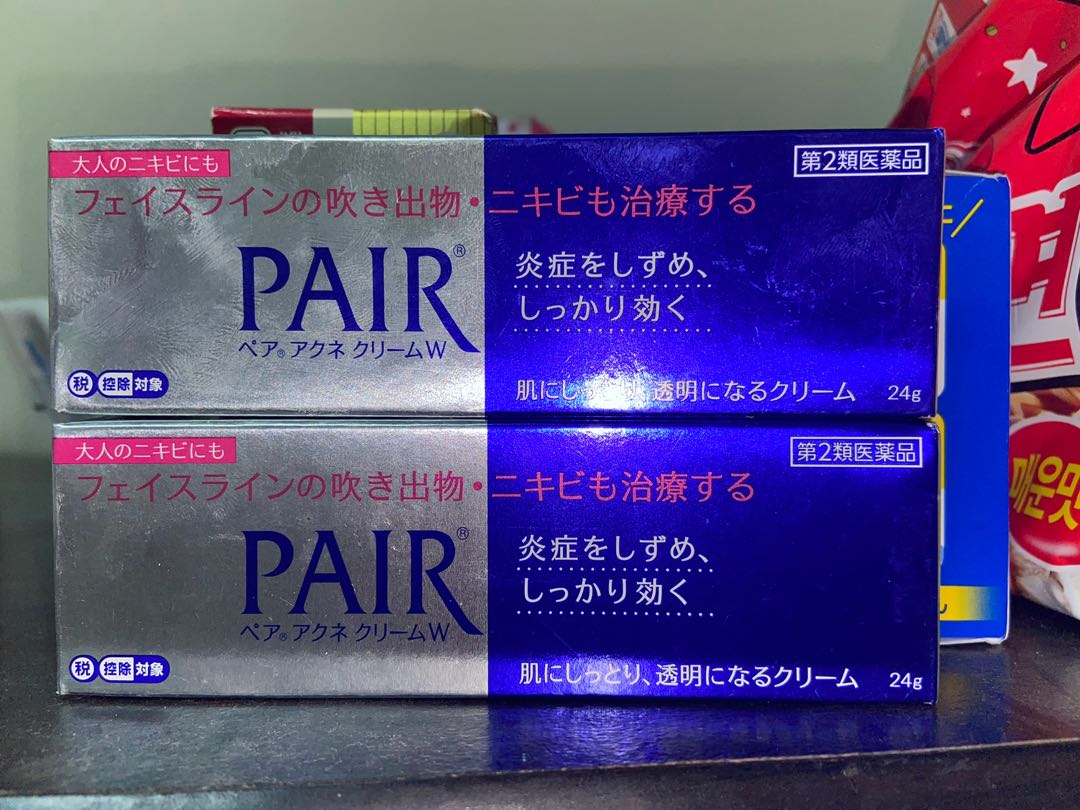 大人のニキビにも
第2類医薬品
フェイスラインの吹き出物・ニキビも治療する
PAIR®
炎症をしずめ、
しっかり効く
ペア® アクネ クリームW
税 控除対象
肌にしっとり、透明になるクリーム 24g
大人のニキビにも
第2類医薬品
フェイスラインの吹き出物・ニキビも治療する
PAIR®
炎症をしずめ、
しっかり効く
ペア® アクネ クリームW
税 控除対象
肌にしっとり、透明になるクリーム 24g
매운맛